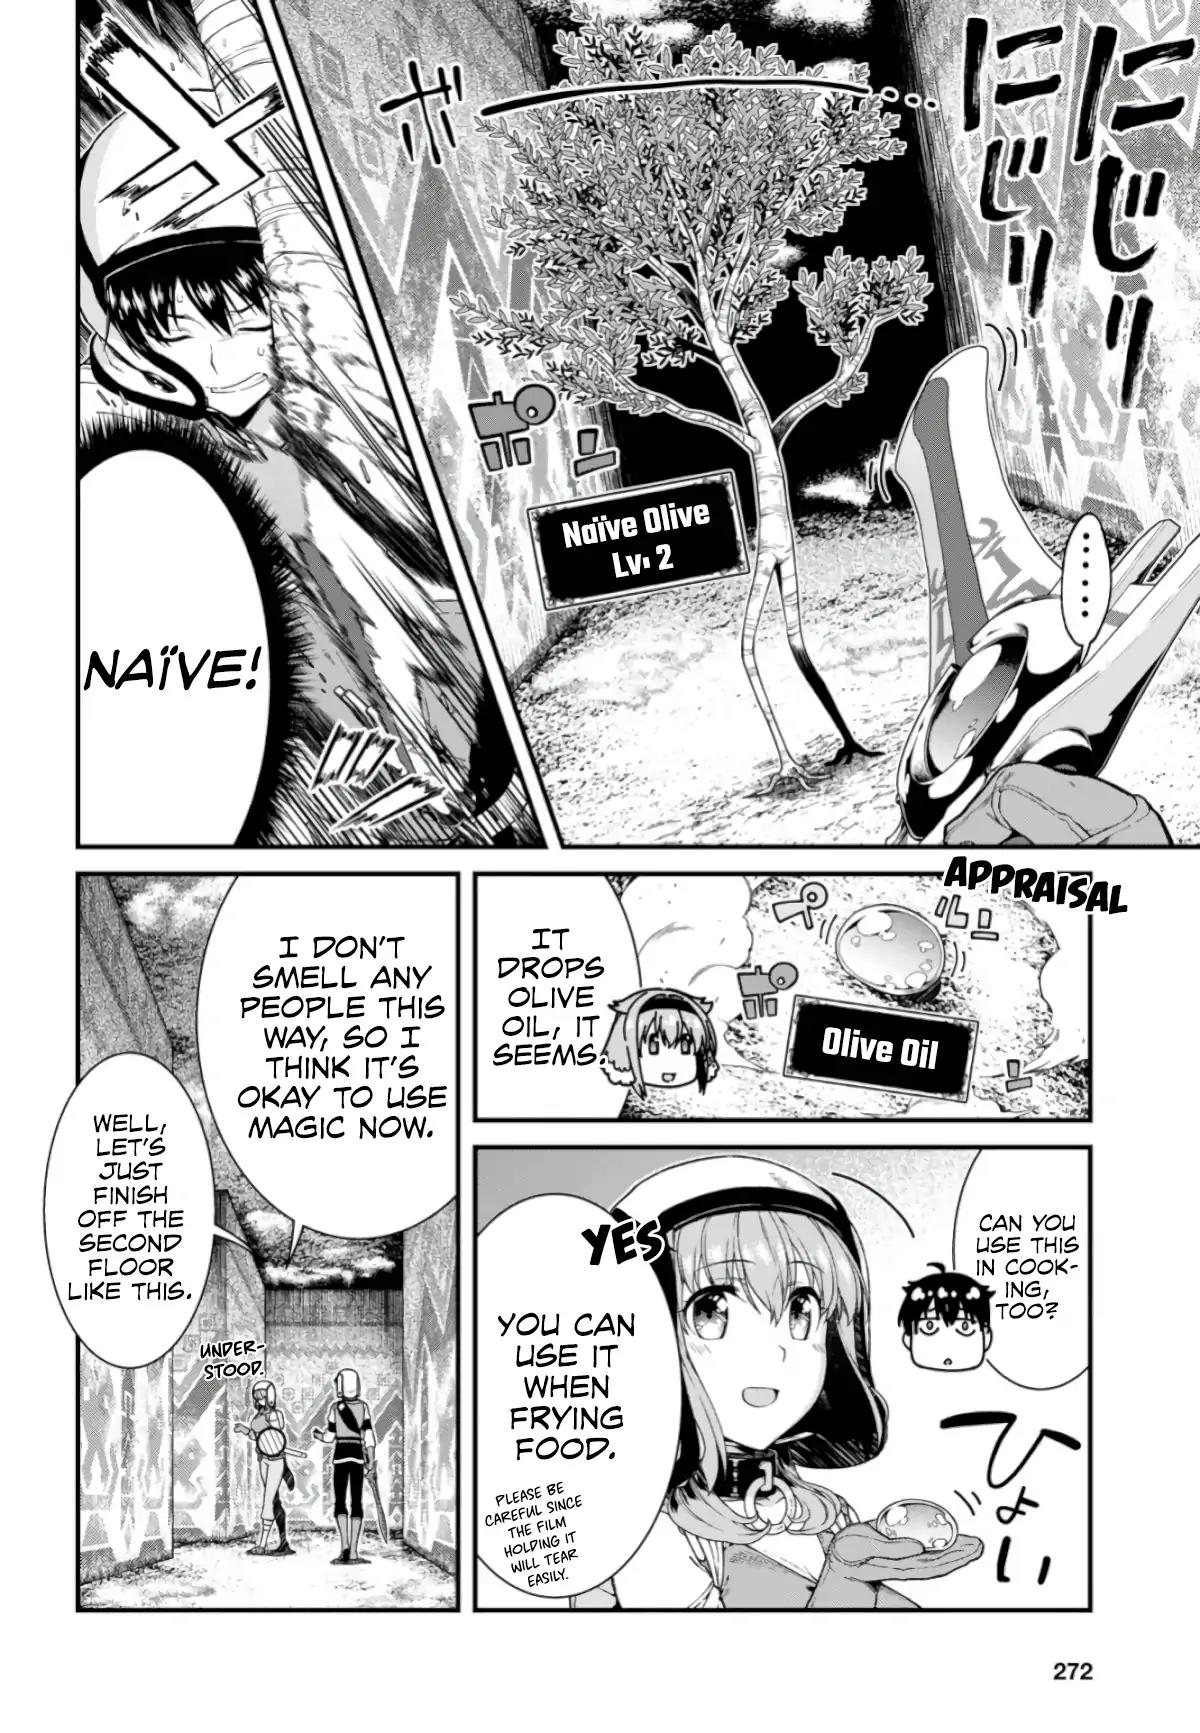 にじり
にじり
ボ
ポ
ン
Naïve Olive
Lv. 2
・・・・・・
メ
NAÏVE!
APPRAISAL
ペ
ルン
ポ
ン
Olive Oil
IT
DROPS
OLIVE
OIL, IT
SEEMS.
CAN YOU
USE THIS
IN COOK-
ING,
TOO?
YES
YOU CAN
USE IT
WHEN
FRYING
FOOD.
PLEASE BE
CAREFUL SINCE
THE FILM
HOLDING IT
WILL TEAR
EASILY.
ひょい
I DON'T
SMELL ANY
PEOPLE THIS
WAY, SO I
THINK IT'S
OKAY TO USE
MAGIC NOW.
WELL,
LET'S
JUST
FINISH
OFF THE
SECOND
FLOOR
LIKE THIS.
UNDER-
STOOD.
272